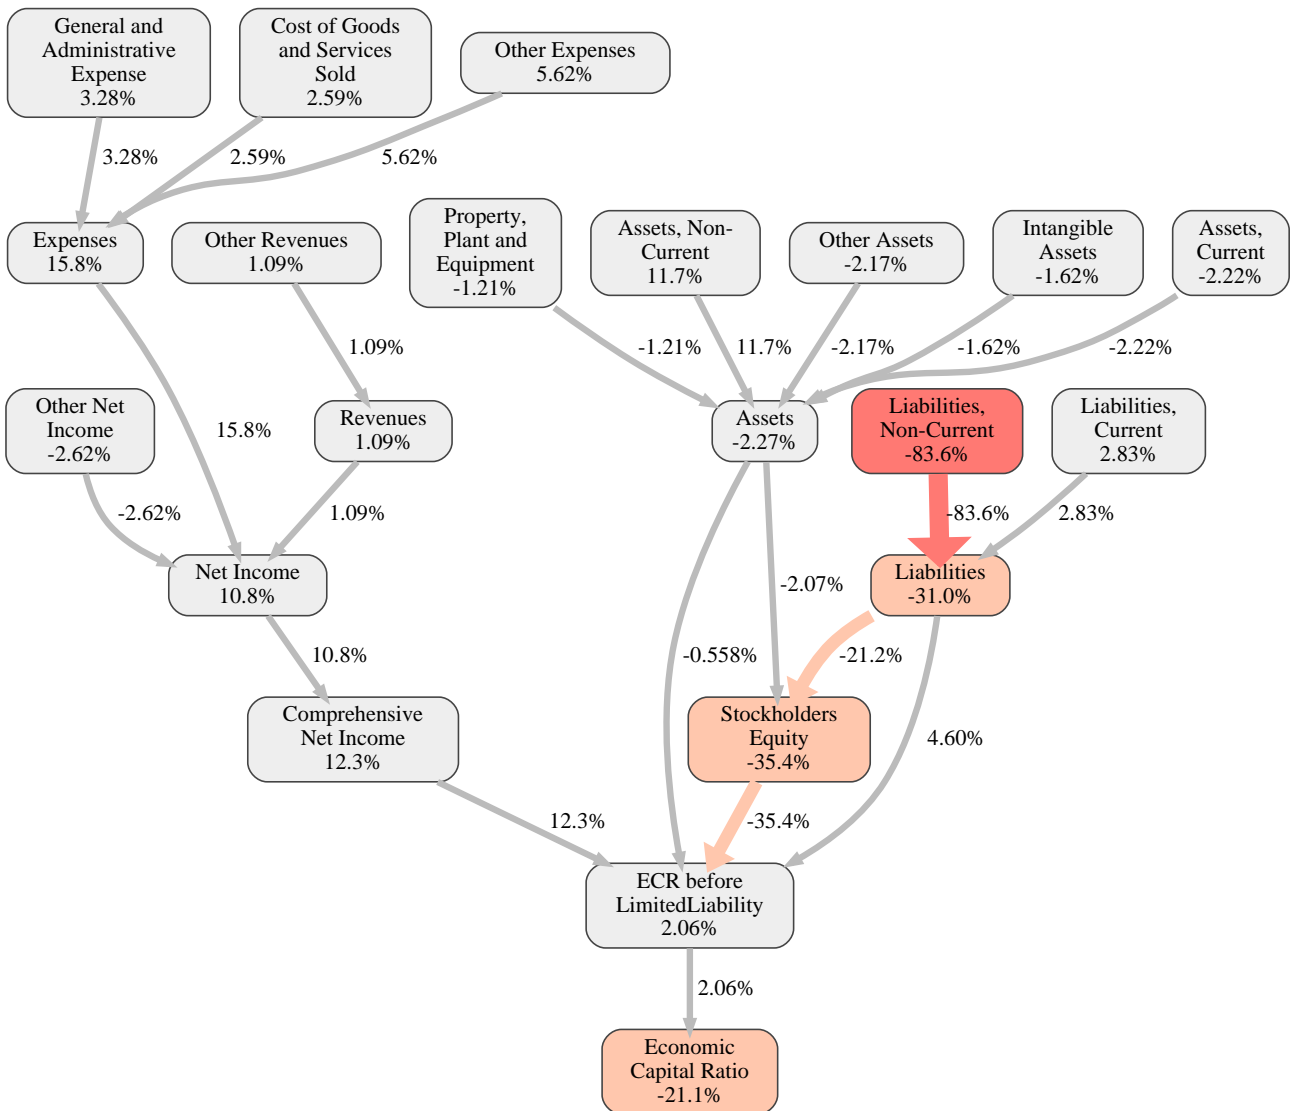 General and
Administrative
Expense
3.28%
Cost of Goods
and Services
Sold
2.59%
Other Expenses
5.62%
3.28%
2.59%
5.62%
Expenses
15.8%
Other Revenues
1.09%
Property,
Plant and
Equipment
-1.21%
Assets, Non-
Current
11.7%
Other Assets
-2.17%
Intangible
Assets
-1.62%
Assets,
Current
-2.22%
1.09%
-1.21%
11.7%
-2.17%
-1.62%
-2.22%
Other Net
Income
-2.62%
15.8%
Revenues
1.09%
Assets
-2.27%
Liabilities,
Non-Current
-83.6%
Liabilities,
Current
2.83%
-2.62%
1.09%
-83.6%
2.83%
Net Income
10.8%
-2.07%
Liabilities
-31.0%
10.8%
-0.558%
-21.2%
Comprehensive
Net Income
12.3%
Stockholders
Equity
-35.4%
4.60%
12.3%
-35.4%
ECR before
LimitedLiability
2.06%
2.06%
Economic
Capital Ratio
-21.1%